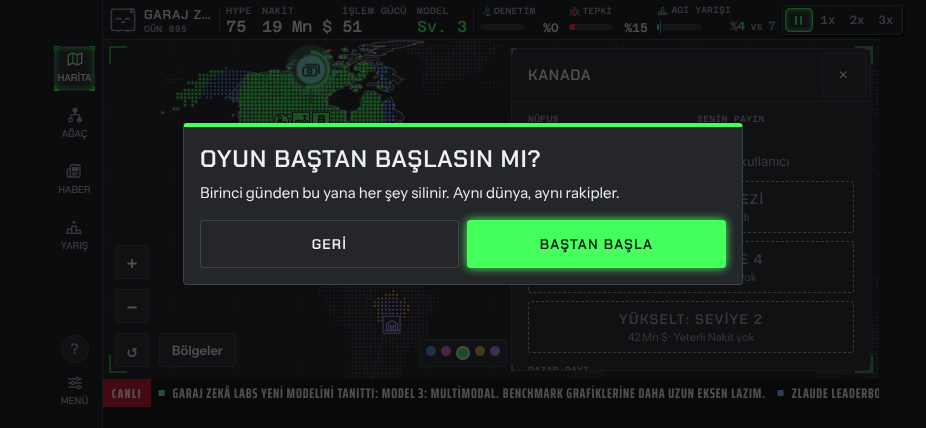 GARAJ Z...
GÜN 895
HYPE
75
NAKİT
19 Mn $
İŞLEM GÜCÜ
51
MODEL
Sv. 3
DENETİM
%0
TEPKİ
%15
AGI YARIŞI
%4 vs 7
1x
2x
3x
HARİTA
AĞAÇ
HABER
YARIŞ
?
MENÜ
KANADA
×
NÜFUS
SENİN PAYIN
kullanıcı
OYUN BAŞTAN BAŞLASIN MI?
Birinci günden bu yana her şey silinir. Aynı dünya, aynı rakipler.
GERİ
BAŞTAN BAŞLA
YÜKSELT: SEVİYE 2
42 Mn $ · Yeterli Nakit yok
+
−
↺
Bölgeler
CANLI
GARAJ ZEKÂ LABS YENİ MODELİNİ TANITTI: MODEL 3: MULTİMODAL. BENCHMARK GRAFİKLERİNE DAHA UZUN EKSEN LAZIM.
ZLAUDE LEADERBO